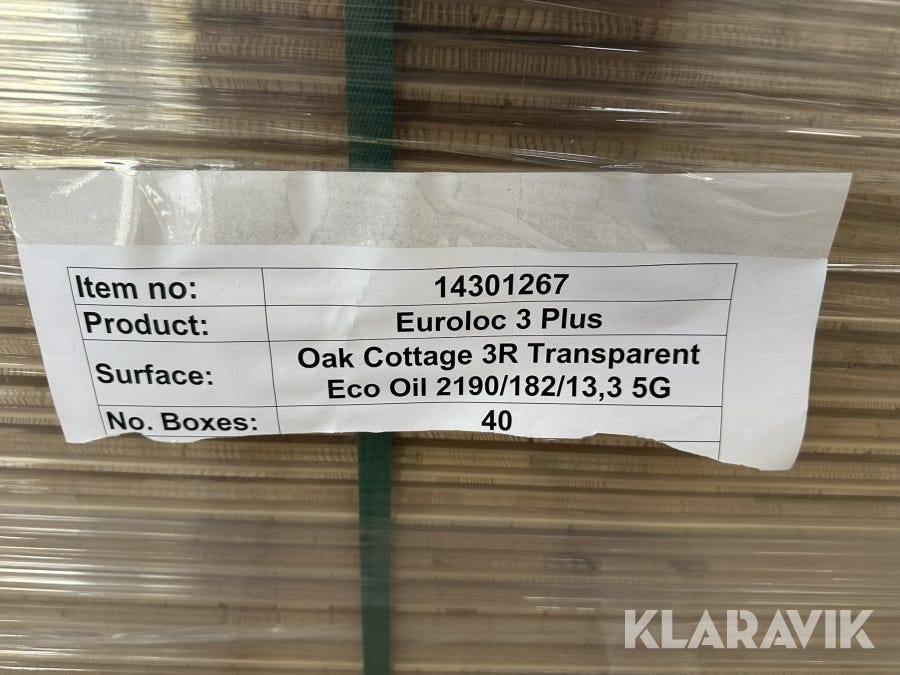 Item no: 14301267
Product: Euroloc 3 Plus
Surface: Oak Cottage 3R Transparent
Eco Oil 2190/182/13,3 5G
No. Boxes: 40
KLARAVIK